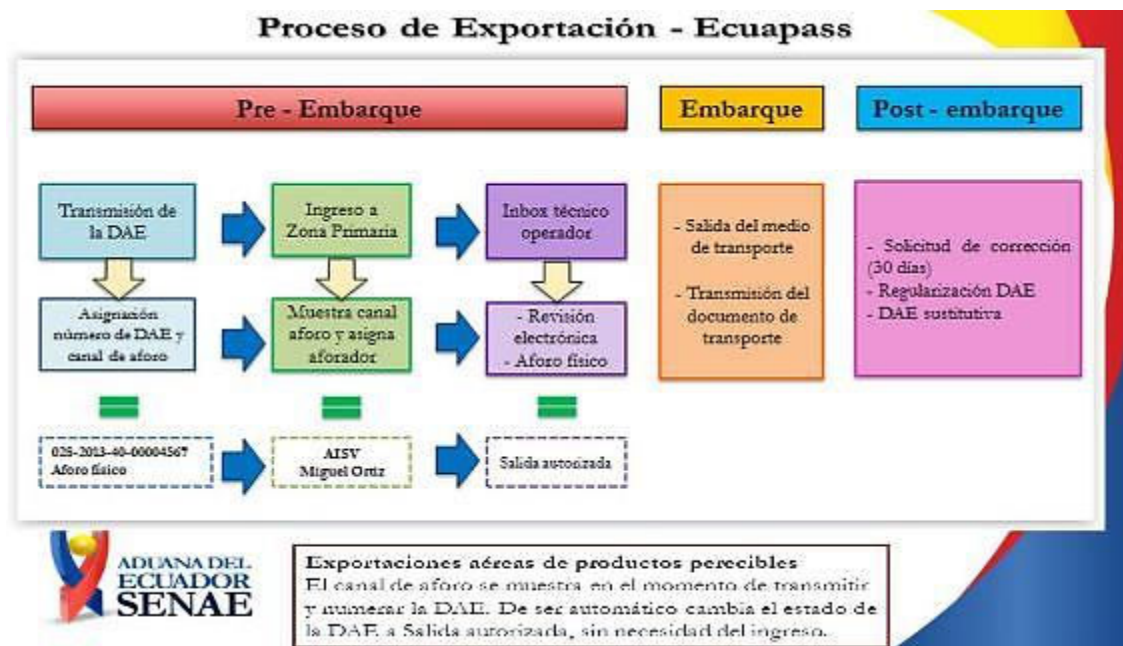 Proceso de Exportación - Ecuapass
Pre - Embarque
Embarque
Post - embarque
Transmisión de
la DAE
Ingreso a
Zona Primaria
Inbox técnico
operador
Asignación
número de DAE y
canal de aforo
Muestra canal
aforo y asigna
aforador
- Revisión
electrónica
- Aforo físico
028-2013-40-00004567
Aforo físico
AISV
Miguel Ortiz
Salida autorizada
- Salida del medio
de transporte
- Transmisión del
documento de
transporte
- Solicitud de corrección
(30 días)
- Regularización DAE
- DAE sustitutiva
ADUANA DEL
ECUADOR
SENAE
Exportaciones aéreas de productos perecibles
El canal de aforo se muestra en el momento de transmitir
y numerar la DAE. De ser automático cambia el estado de
la DAE a Salida autorizada, sin necesidad del ingreso.